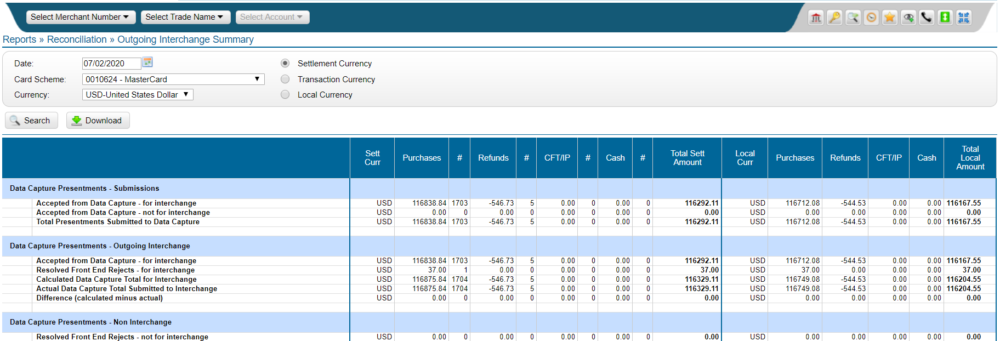 Select Merchant Number Select Trade Name Select Account
Reports » Reconciliation » Outgoing Interchange Summary
Date: 07/02/2020 Settlement Currency
Card Scheme: 0010624 - MasterCard Transaction Currency
Currency: USD-United States Dollar Local Currency
Search Download
Sett Curr Purchases # Refunds # CFT/IP # Cash # Total Sett Amount Local Curr Purchases Refunds CFT/IP Cash Total Local Amount
Data Capture Presentments - Submissions
Accepted from Data Capture - for interchange USD 116838.84 1703 -546.73 5 0.00 0 0.00 0 116292.11 USD 116712.08 -544.53 0.00 0.00 116167.55
Accepted from Data Capture - not for interchange USD 0.00 0 0.00 0 0.00 0 0.00 0 0.00 USD 0.00 0.00 0.00 0.00 0.00
Total Presentments Submitted to Data Capture USD 116838.84 1703 -546.73 5 0.00 0 0.00 0 116292.11 USD 116712.08 -544.53 0.00 0.00 116167.55
Data Capture Presentments - Outgoing Interchange
Accepted from Data Capture - for interchange USD 116838.84 1703 -546.73 5 0.00 0 0.00 0 116292.11 USD 116712.08 -544.53 0.00 0.00 116167.55
Resolved Front End Rejects - for interchange USD 37.00 1 0.00 0 0.00 0 0.00 0 37.00 USD 37.00 0.00 0.00 0.00 37.00
Calculated Data Capture Total for Interchange USD 116875.84 1704 -546.73 5 0.00 0 0.00 0 116329.11 USD 116749.08 -544.53 0.00 0.00 116204.55
Actual Data Capture Total Submitted to Interchange USD 116875.84 1704 -546.73 5 0.00 0 0.00 0 116329.11 USD 116749.08 -544.53 0.00 0.00 116204.55
Difference (calculated minus actual) USD 0.00 0 0.00 0 0.00 0 0.00 0 0.00 USD 0.00 0.00 0.00 0.00 0.00
Data Capture Presentments - Non Interchange
Resolved Front End Rejects - not for interchange USD 0.00 0 0.00 0 0.00 0 0.00 0 0.00 USD 0.00 0.00 0.00 0.00 0.00